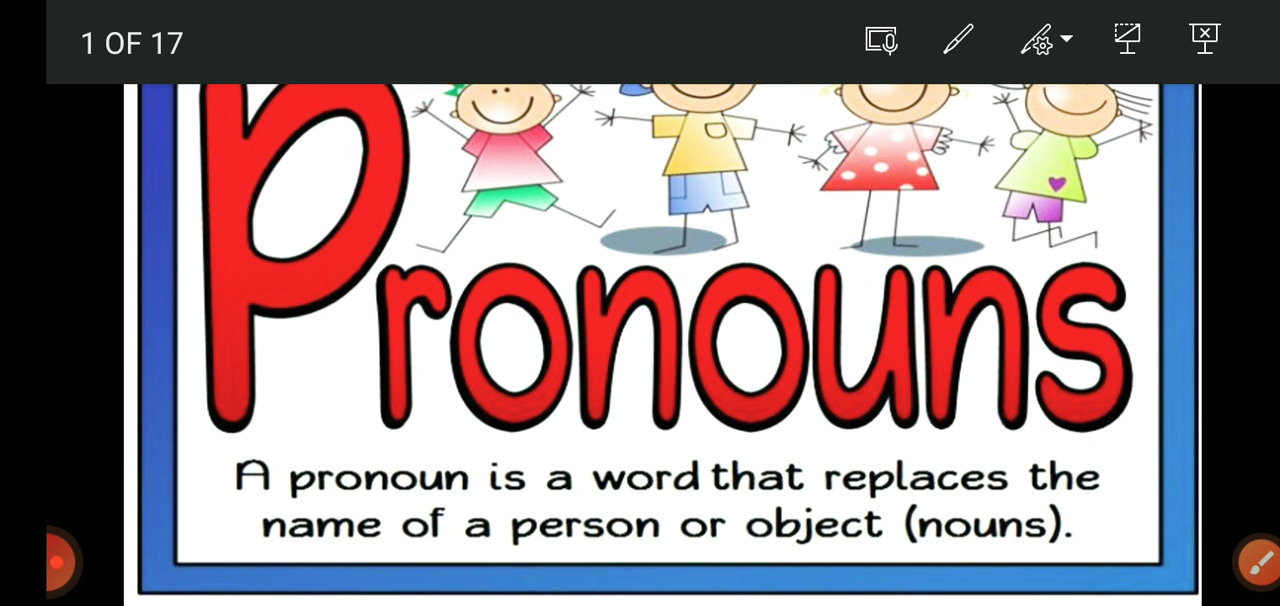 1 OF 17
Pronouns
A pronoun is a word that replaces the
name of a person or object (nouns).